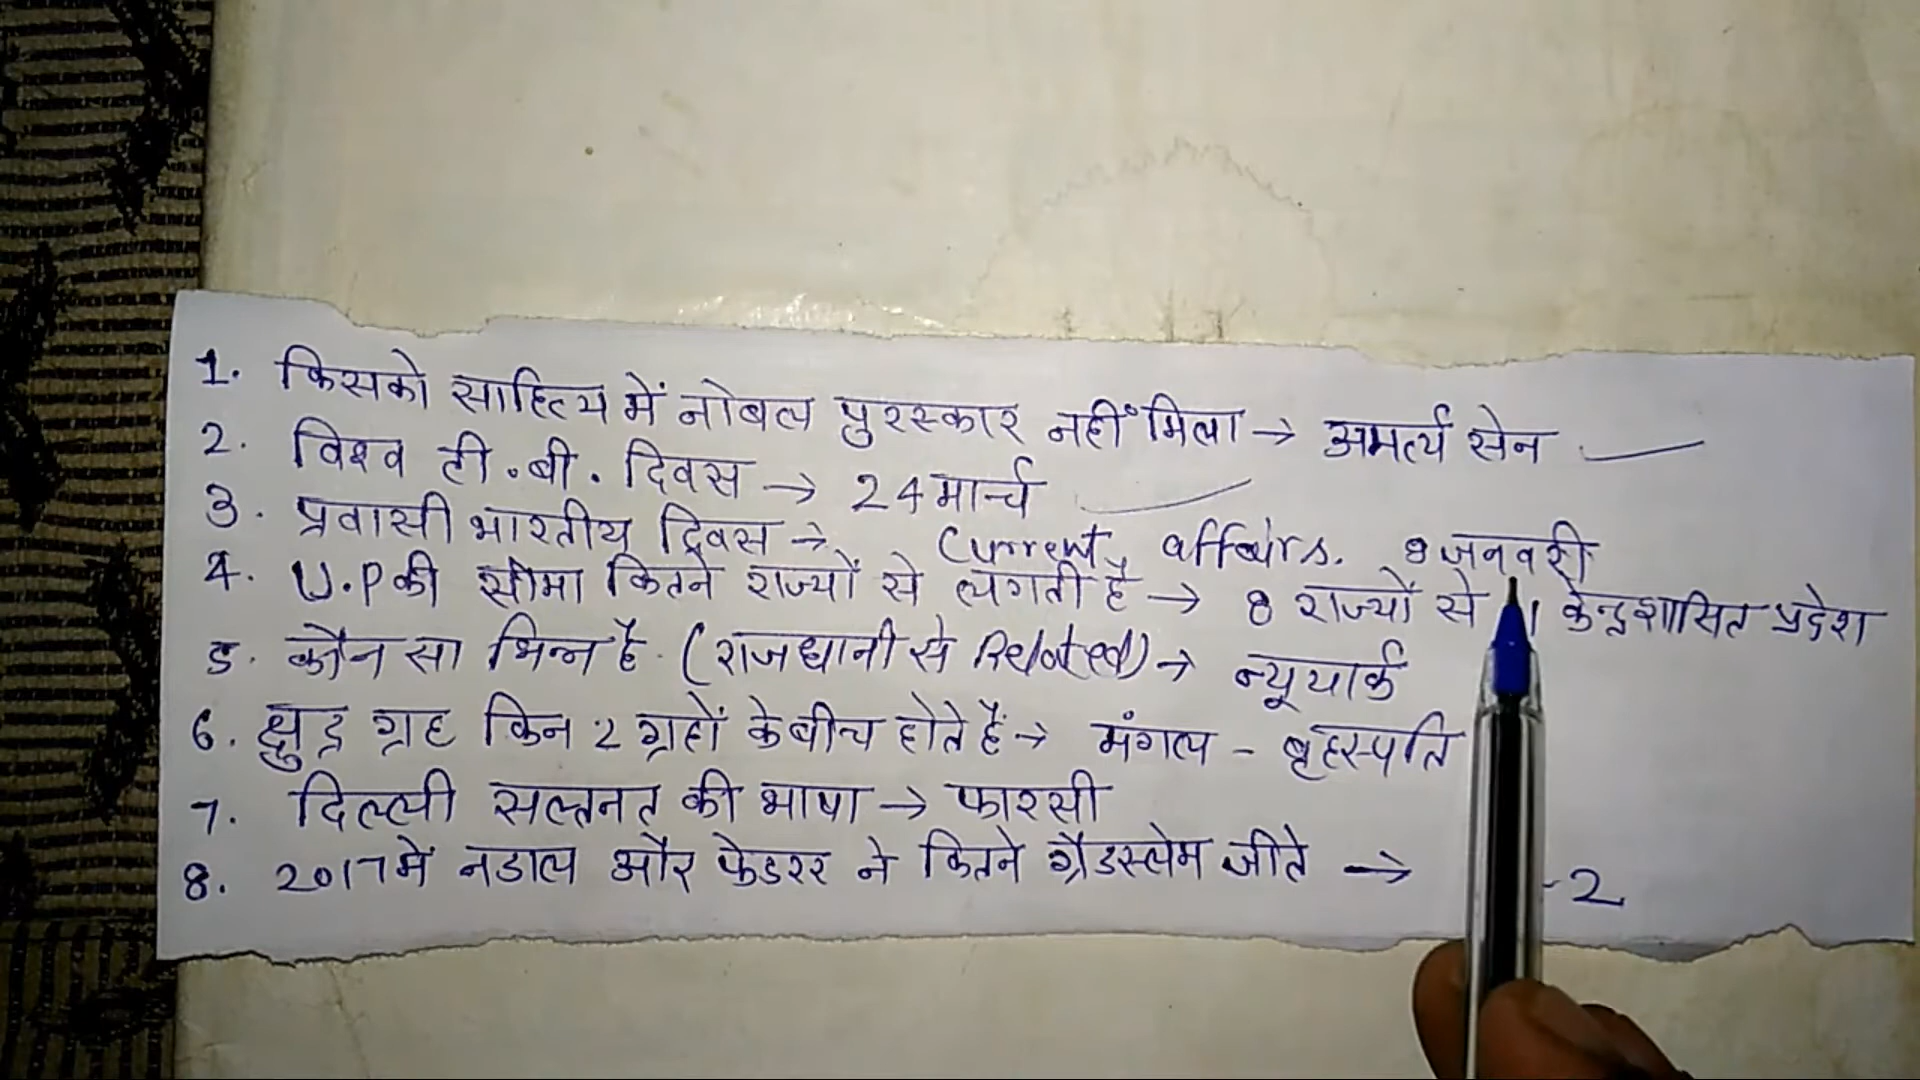 1. किसको साहित्य में नोबल पुरस्कार नहीं मिला → अमर्त्य सेन
2. विश्व टी.बी. दिवस → 24 मार्च
3. प्रवासी भारतीय दिवस → Current affairs. 9 जनवरी
4. U.P की सीमा कितने राज्यों से लगती है → 8 राज्यों से 1 केन्द्रशासित प्रदेश
5. कौन सा भिन्न है. (राजधानी से Related) → न्यूयार्क
6. क्षुद्र ग्रह किन 2 ग्रहों के बीच होते हैं → मंगल - बृहस्पति
7. दिल्ली सल्तनत की भाषा → फारसी
8. 2017 में नडाल और फेडरर ने कितने ग्रैंडस्लेम जीते → -2